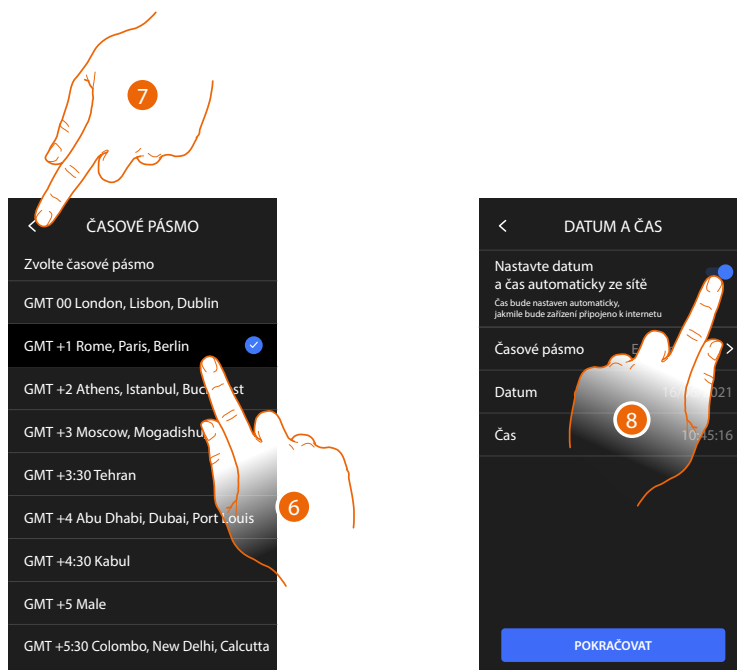 7
ČASOVÉ PÁSMO
Zvolte časové pásmo
GMT 00 London, Lisbon, Dublin
GMT +1 Rome, Paris, Berlin
GMT +2 Athens, Istanbul,
GMT +3 Moscow, Mogadishu
GMT +3:30 Tehran
GMT +4 Abu Dhabi, Dubai, Port Louis
GMT +4:30 Kabul
GMT +5 Male
GMT +5:30 Colombo, New Delhi, Calcutta
6
DATUM A ČAS
Nastavte datum
a čas automaticky ze sítě
Čas bude nastaven automaticky,
jakmile bude zařízení připojeno k internetu
Časové pásmo
Datum
Čas 10:45:16
8
POKRAČOVAT